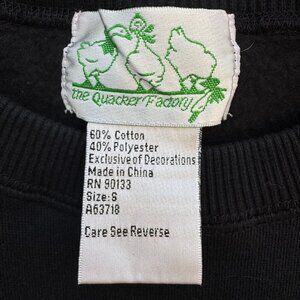 the Quacker Factory
60% Cotton
40% Polyester
Exclusive of Decorations
Made in China
RN 90133
Size: S
A63718
Care See Reverse